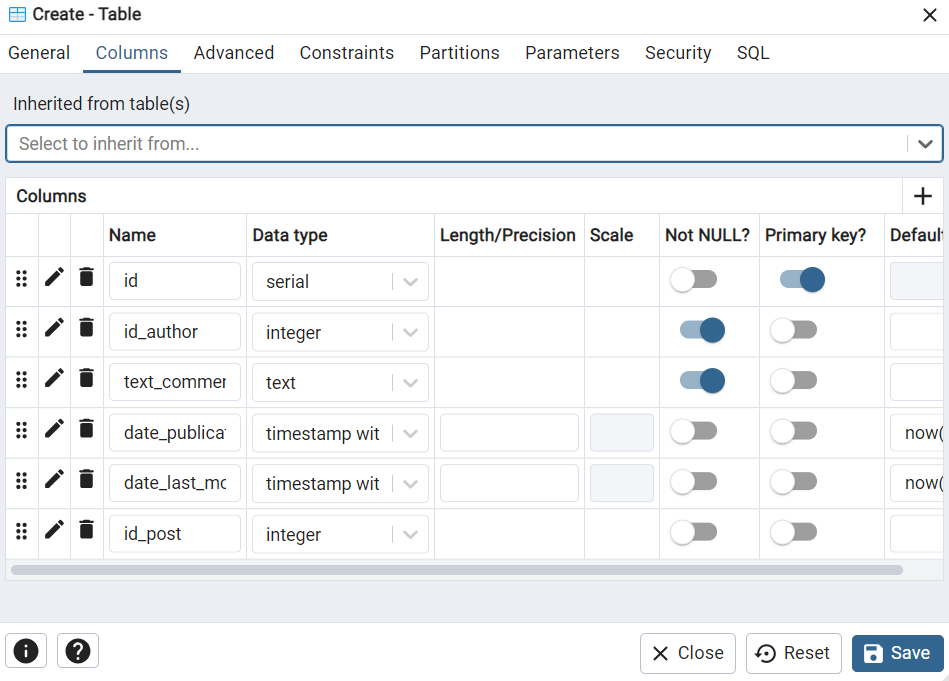 Create - Table
General Columns Advanced Constraints Partitions Parameters Security SQL
Inherited from table(s)
Select to inherit from...
Columns
Name Data type Length/Precision Scale Not NULL? Primary key? Default
id serial
id_author integer
text_commer text
date_publica timestamp wit now(
date_last_mc timestamp wit now(
id_post integer
Close Reset Save